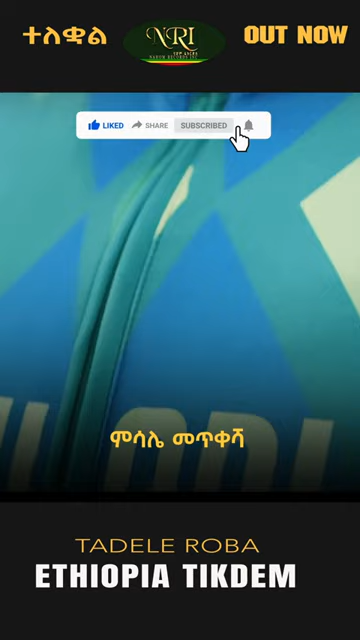 ተለቋል
NRI
OUT NOW
LIKED SHARE SUBSCRIBED
ምሳሌ መጥቀሻ
TADELE ROBA
ETHIOPIA TIKDEM